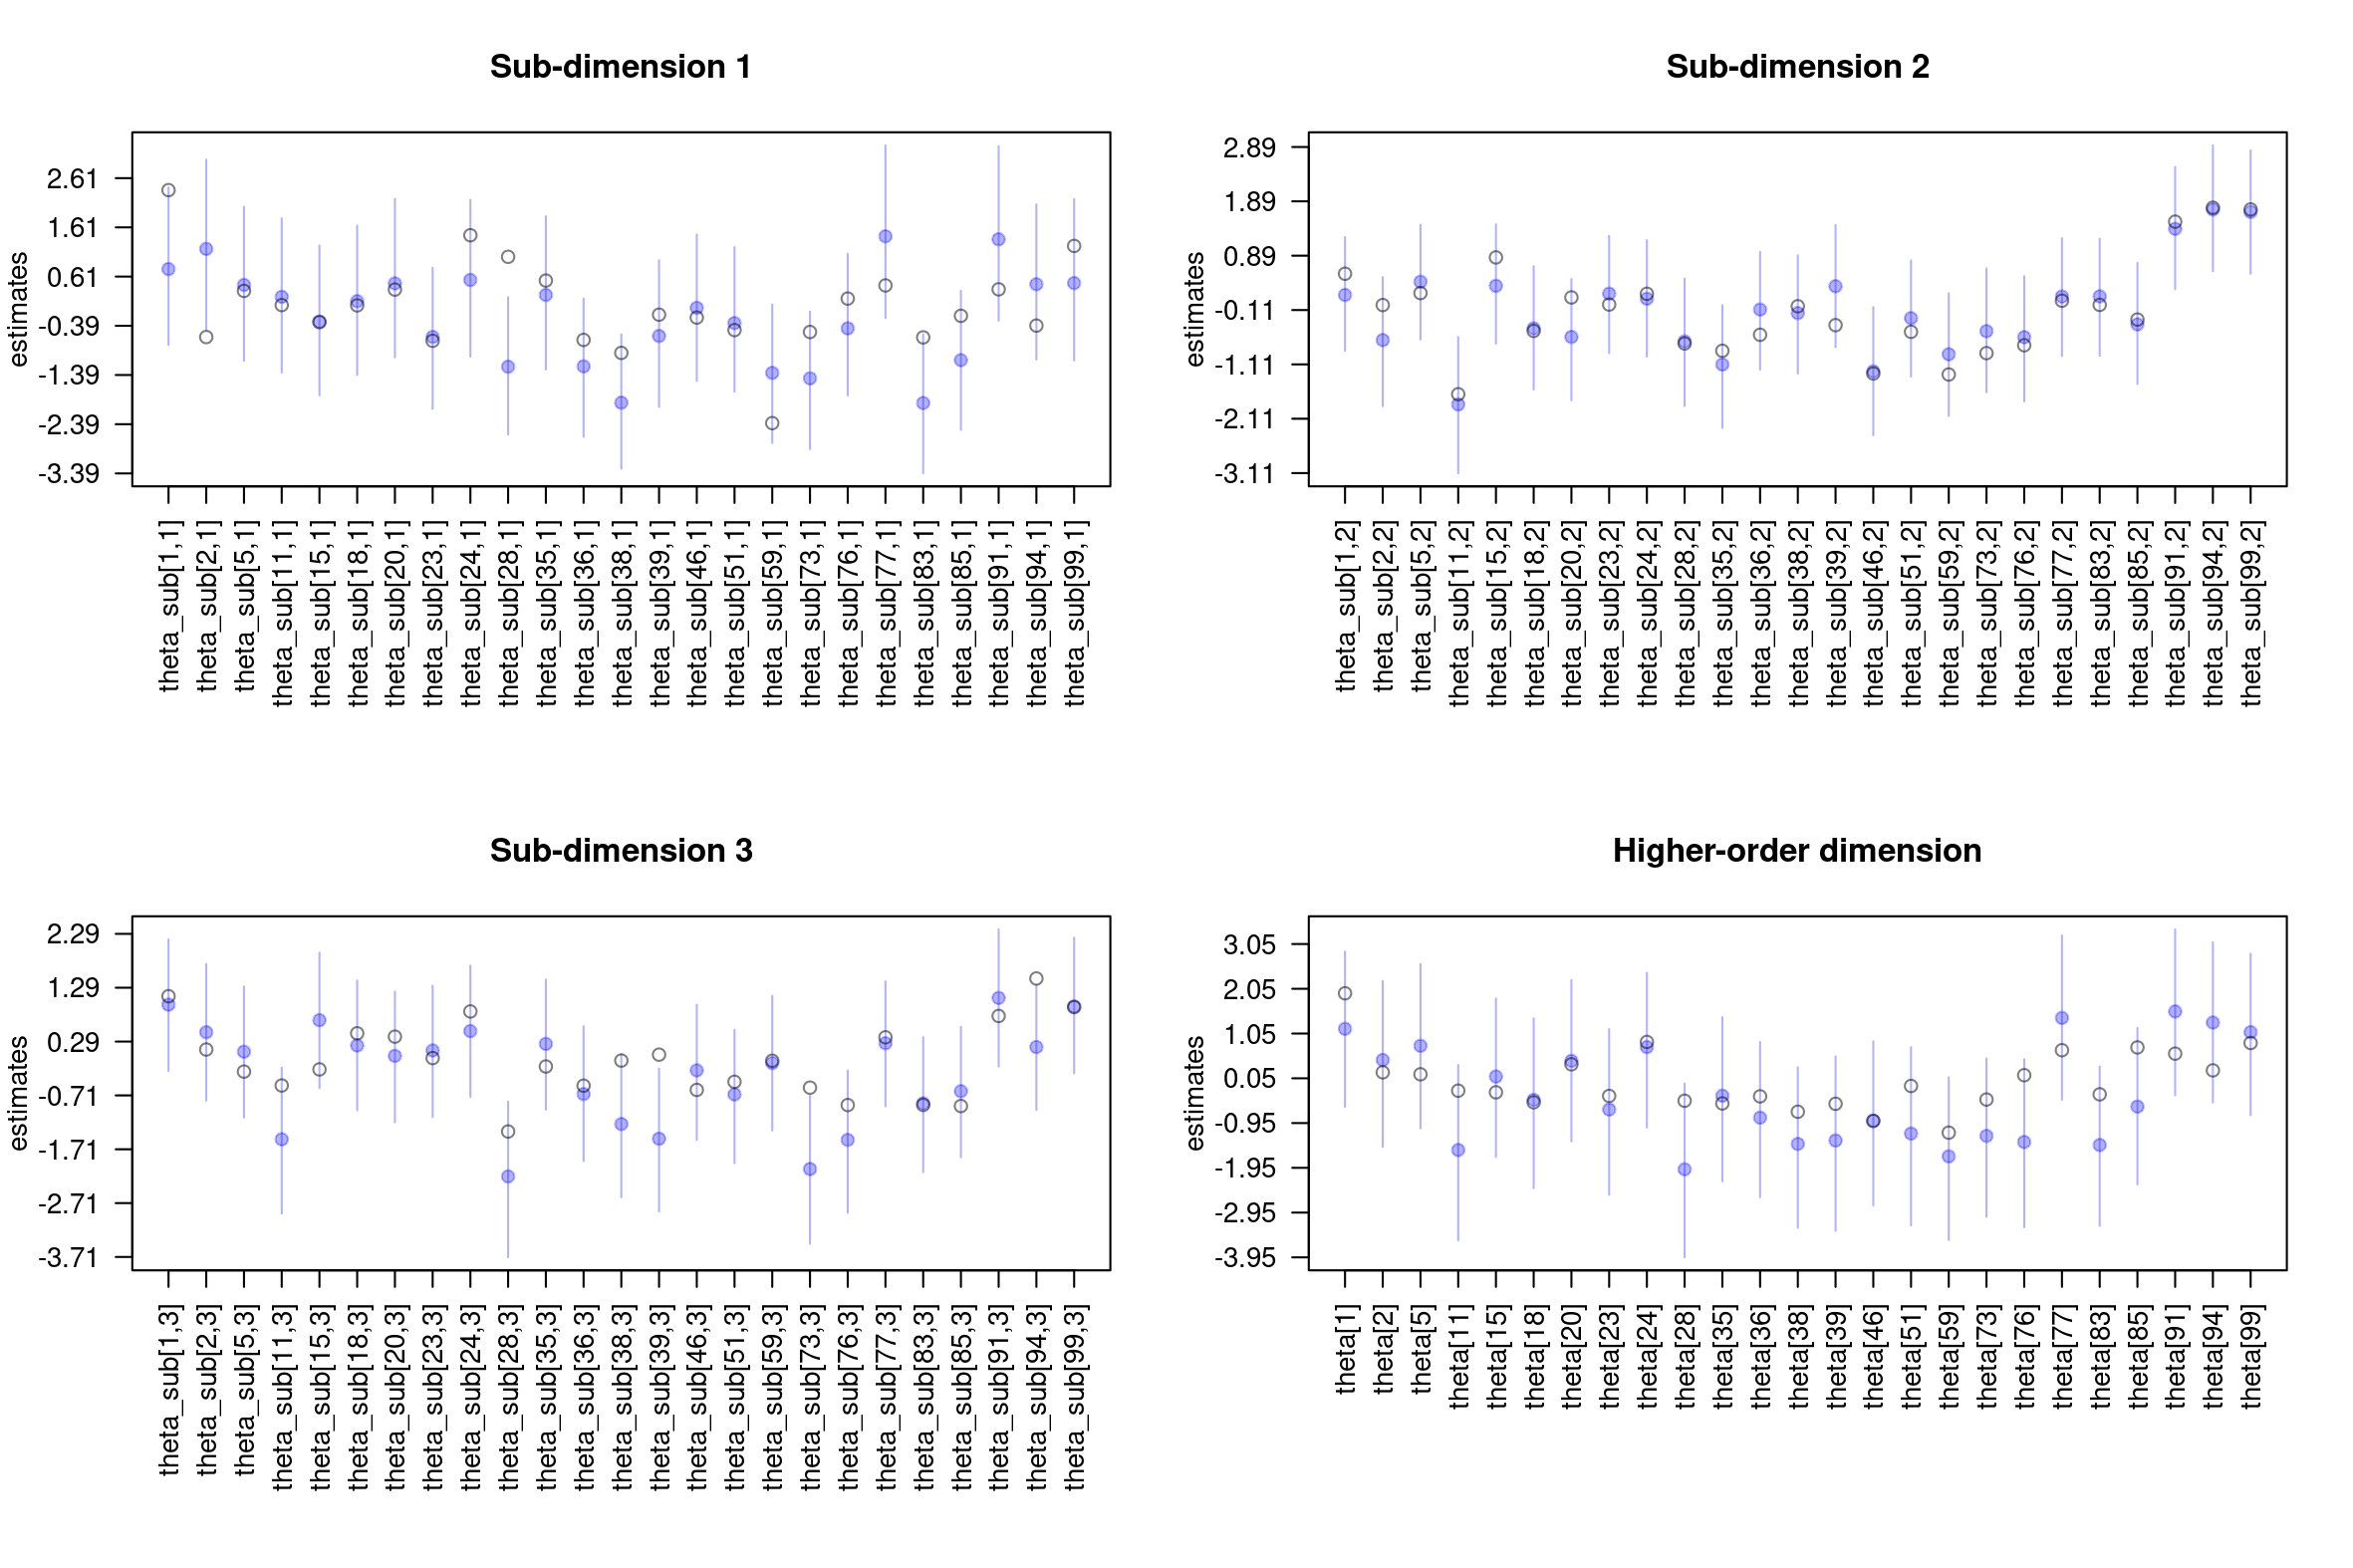 Sub-dimension 1
estimates
2.61
1.61
0.61
-0.39
-1.39
-2.39
-3.39
theta_sub[1,1]
theta_sub[2,1]
theta_sub[5,1]
theta_sub[11,1]
theta_sub[15,1]
theta_sub[18,1]
theta_sub[20,1]
theta_sub[23,1]
theta_sub[24,1]
theta_sub[28,1]
theta_sub[35,1]
theta_sub[36,1]
theta_sub[38,1]
theta_sub[39,1]
theta_sub[46,1]
theta_sub[51,1]
theta_sub[59,1]
theta_sub[73,1]
theta_sub[76,1]
theta_sub[77,1]
theta_sub[83,1]
theta_sub[85,1]
theta_sub[91,1]
theta_sub[94,1]
theta_sub[99,1]
Sub-dimension 2
estimates
2.89
1.89
0.89
-0.11
-1.11
-2.11
-3.11
theta_sub[1,2]
theta_sub[2,2]
theta_sub[5,2]
theta_sub[11,2]
theta_sub[15,2]
theta_sub[18,2]
theta_sub[20,2]
theta_sub[23,2]
theta_sub[24,2]
theta_sub[28,2]
theta_sub[35,2]
theta_sub[36,2]
theta_sub[38,2]
theta_sub[39,2]
theta_sub[46,2]
theta_sub[51,2]
theta_sub[59,2]
theta_sub[73,2]
theta_sub[76,2]
theta_sub[77,2]
theta_sub[83,2]
theta_sub[85,2]
theta_sub[91,2]
theta_sub[94,2]
theta_sub[99,2]
Sub-dimension 3
estimates
2.29
1.29
0.29
-0.71
-1.71
-2.71
-3.71
theta_sub[1,3]
theta_sub[2,3]
theta_sub[5,3]
theta_sub[11,3]
theta_sub[15,3]
theta_sub[18,3]
theta_sub[20,3]
theta_sub[23,3]
theta_sub[24,3]
theta_sub[28,3]
theta_sub[35,3]
theta_sub[36,3]
theta_sub[38,3]
theta_sub[39,3]
theta_sub[46,3]
theta_sub[51,3]
theta_sub[59,3]
theta_sub[73,3]
theta_sub[76,3]
theta_sub[77,3]
theta_sub[83,3]
theta_sub[85,3]
theta_sub[91,3]
theta_sub[94,3]
theta_sub[99,3]
Higher-order dimension
estimates
3.05
2.05
1.05
0.05
-0.95
-1.95
-2.95
-3.95
theta[1]
theta[2]
theta[5]
theta[11]
theta[15]
theta[18]
theta[20]
theta[23]
theta[24]
theta[28]
theta[35]
theta[36]
theta[38]
theta[39]
theta[46]
theta[51]
theta[59]
theta[73]
theta[76]
theta[77]
theta[83]
theta[85]
theta[91]
theta[94]
theta[99]